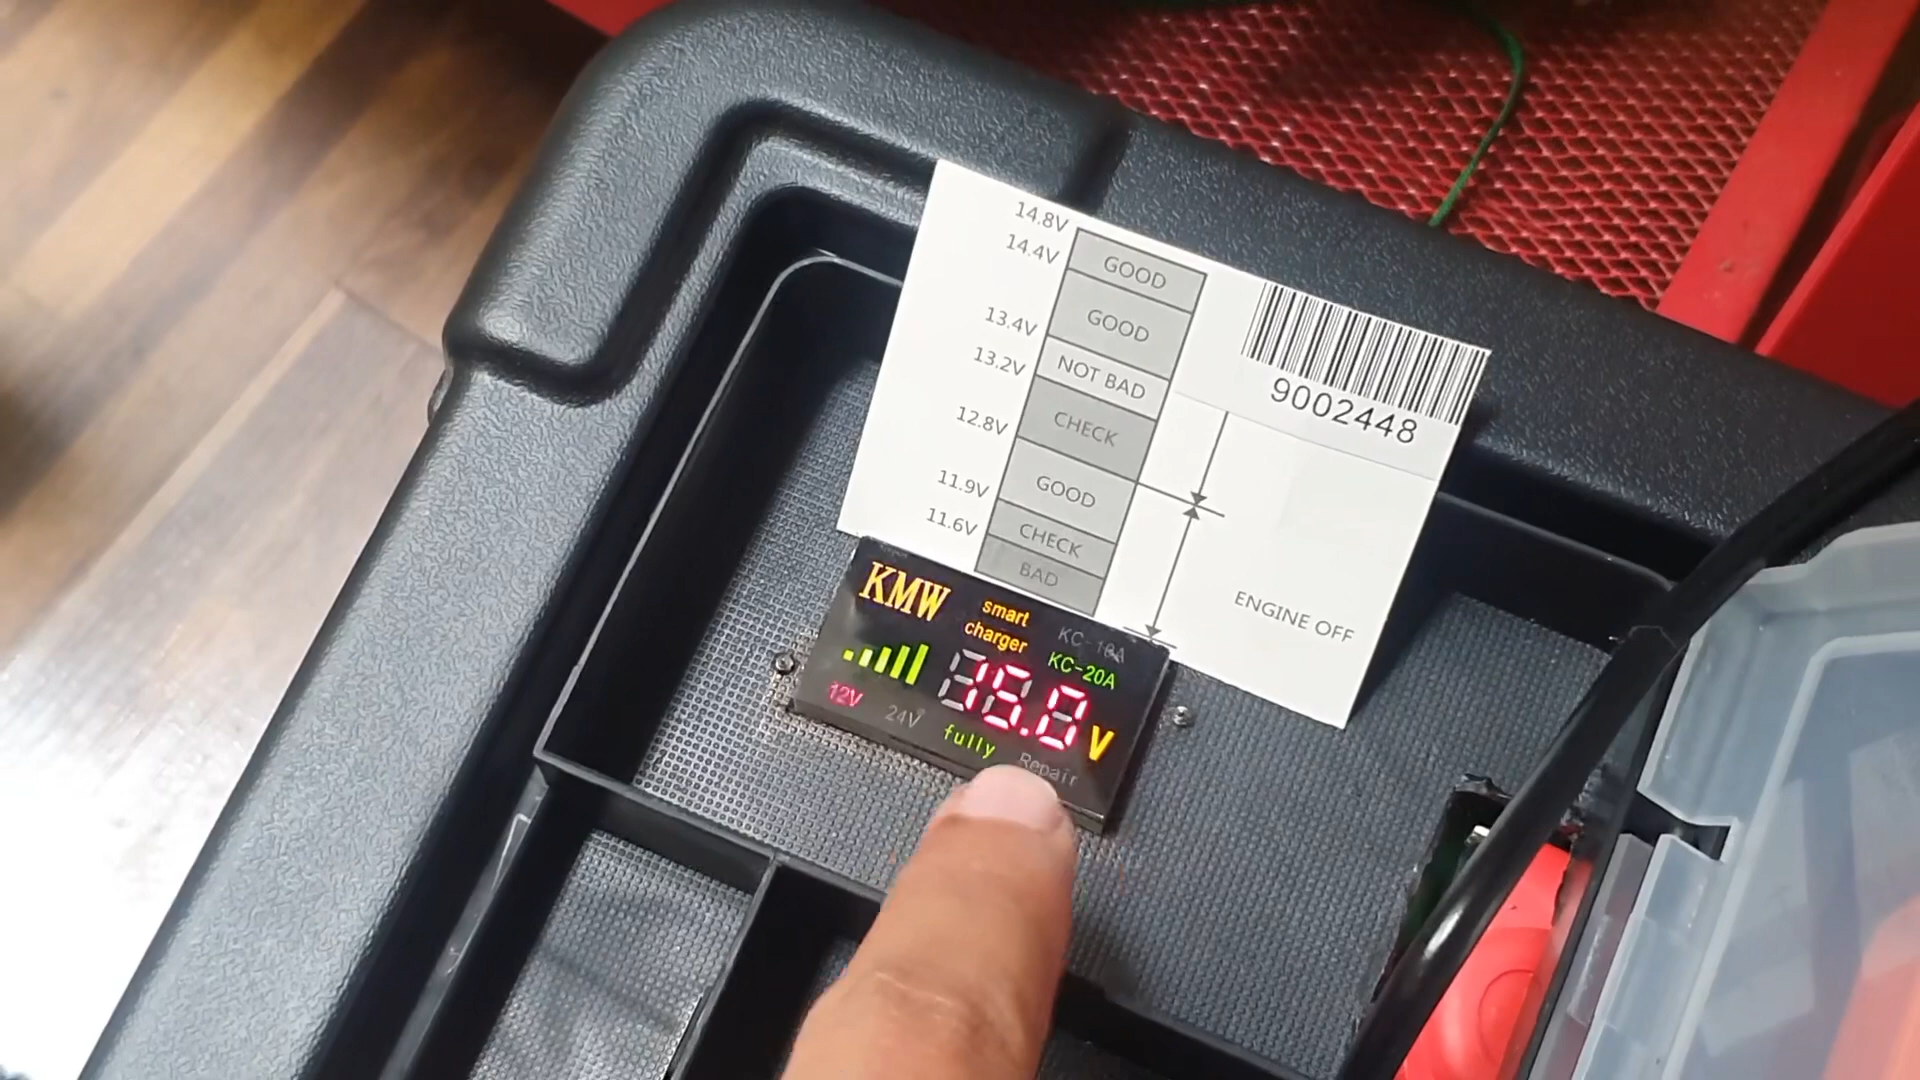 14.8V
14.4V
GOOD
GOOD
13.4V
NOT BAD
13.2V
CHECK
12.8V
GOOD
11.9V
CHECK
11.6V
BAD
9002448
ENGINE OFF
KMW
smart
charger
KC-10A
KC-20A
V
12V
24V
fully
Repair